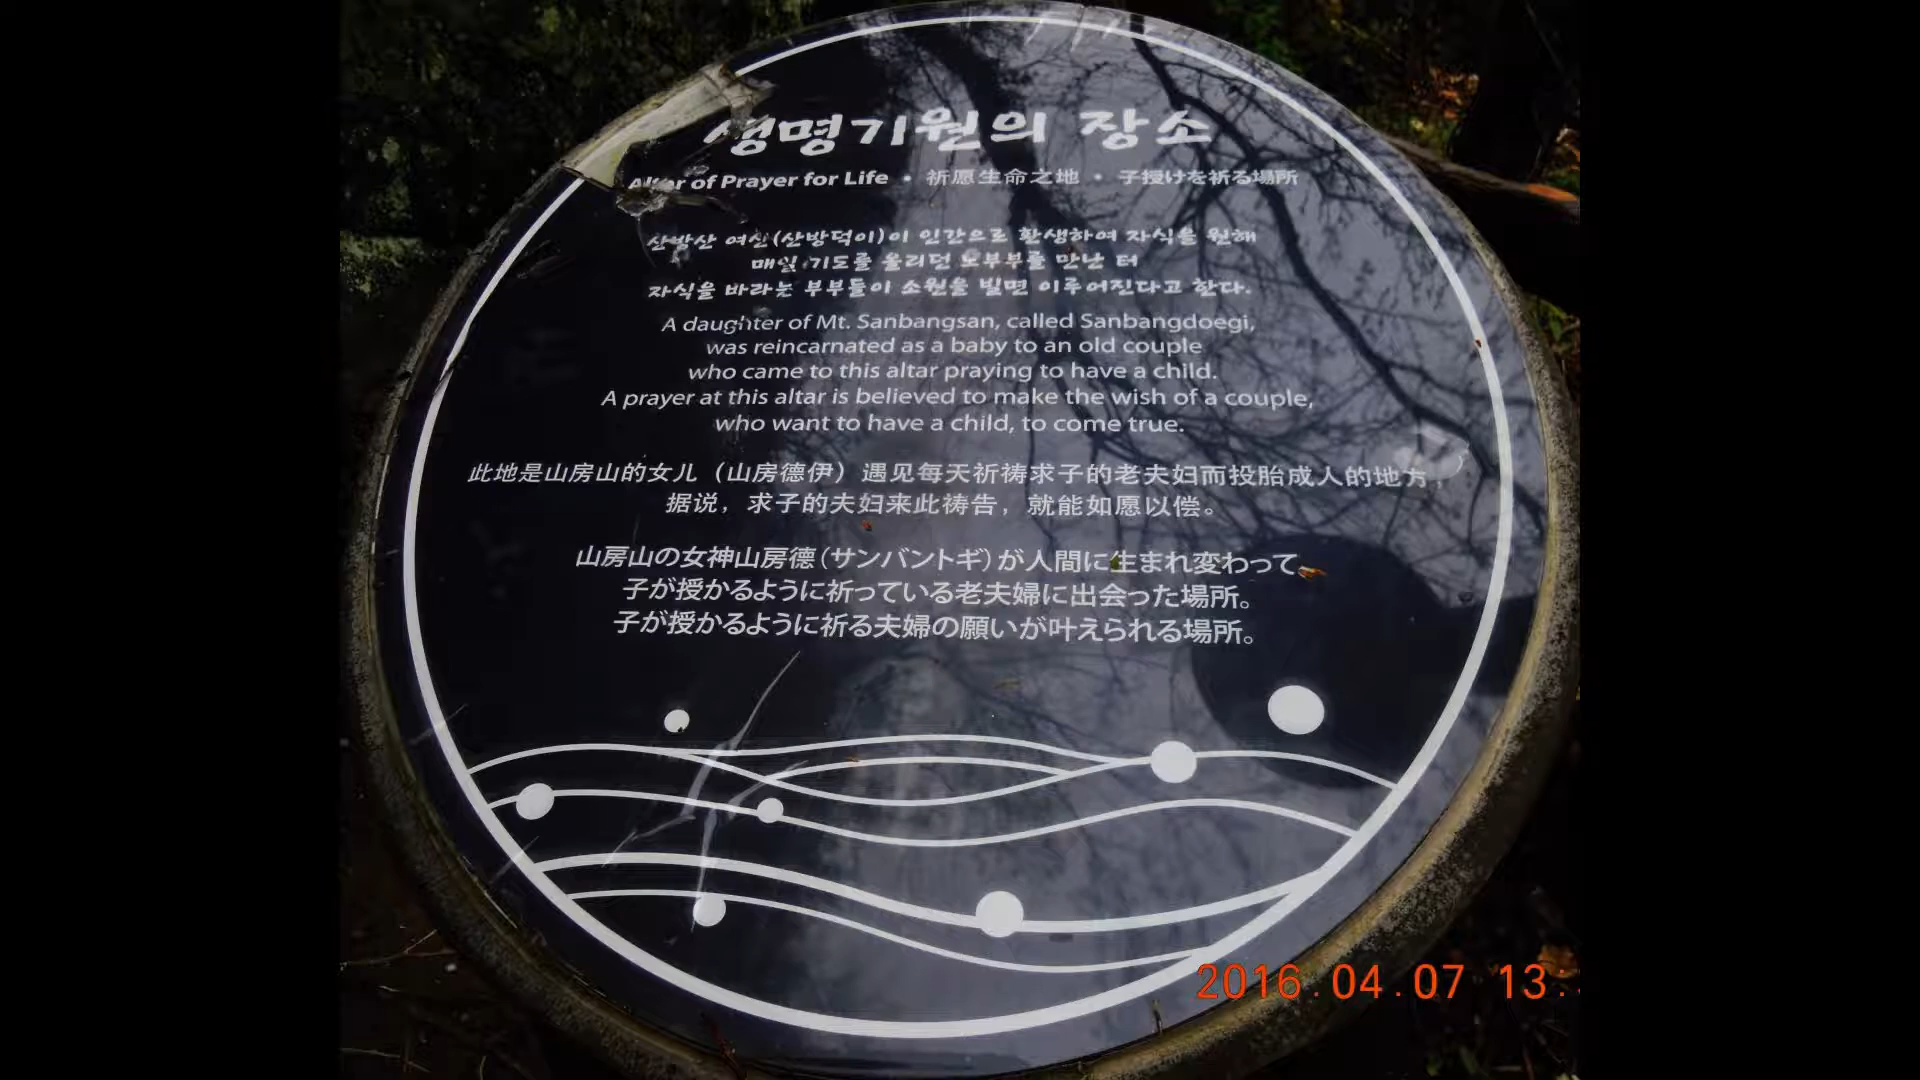 생명기원의 장소
Altar of Prayer for Life · 祈愿生命之地 · 子授けを祈る場所
산방산 여신(산방덕이)이 인간으로 환생하여 자식을 원해
매일 기도를 올리던 노부부를 만난 터
자식을 바라는 부부들이 소원을 빌면 이루어진다고 한다.
A daughter of Mt. Sanbangsan, called Sanbangdoegi,
was reincarnated as a baby to an old couple
who came to this altar praying to have a child.
A prayer at this altar is believed to make the wish of a couple,
who want to have a child, to come true.
此地是山房山的女儿（山房德伊）遇见每天祈祷求子的老夫妇而投胎成人的地方，
据说，求子的夫妇来此祷告，就能如愿以偿。
山房山の女神山房德(サンバントギ)が人間に生まれ変わって、
子が授かるように祈っている老夫婦に出会った場所。
子が授かるように祈る夫婦の願いが叶えられる場所。
2016.04.07 13: